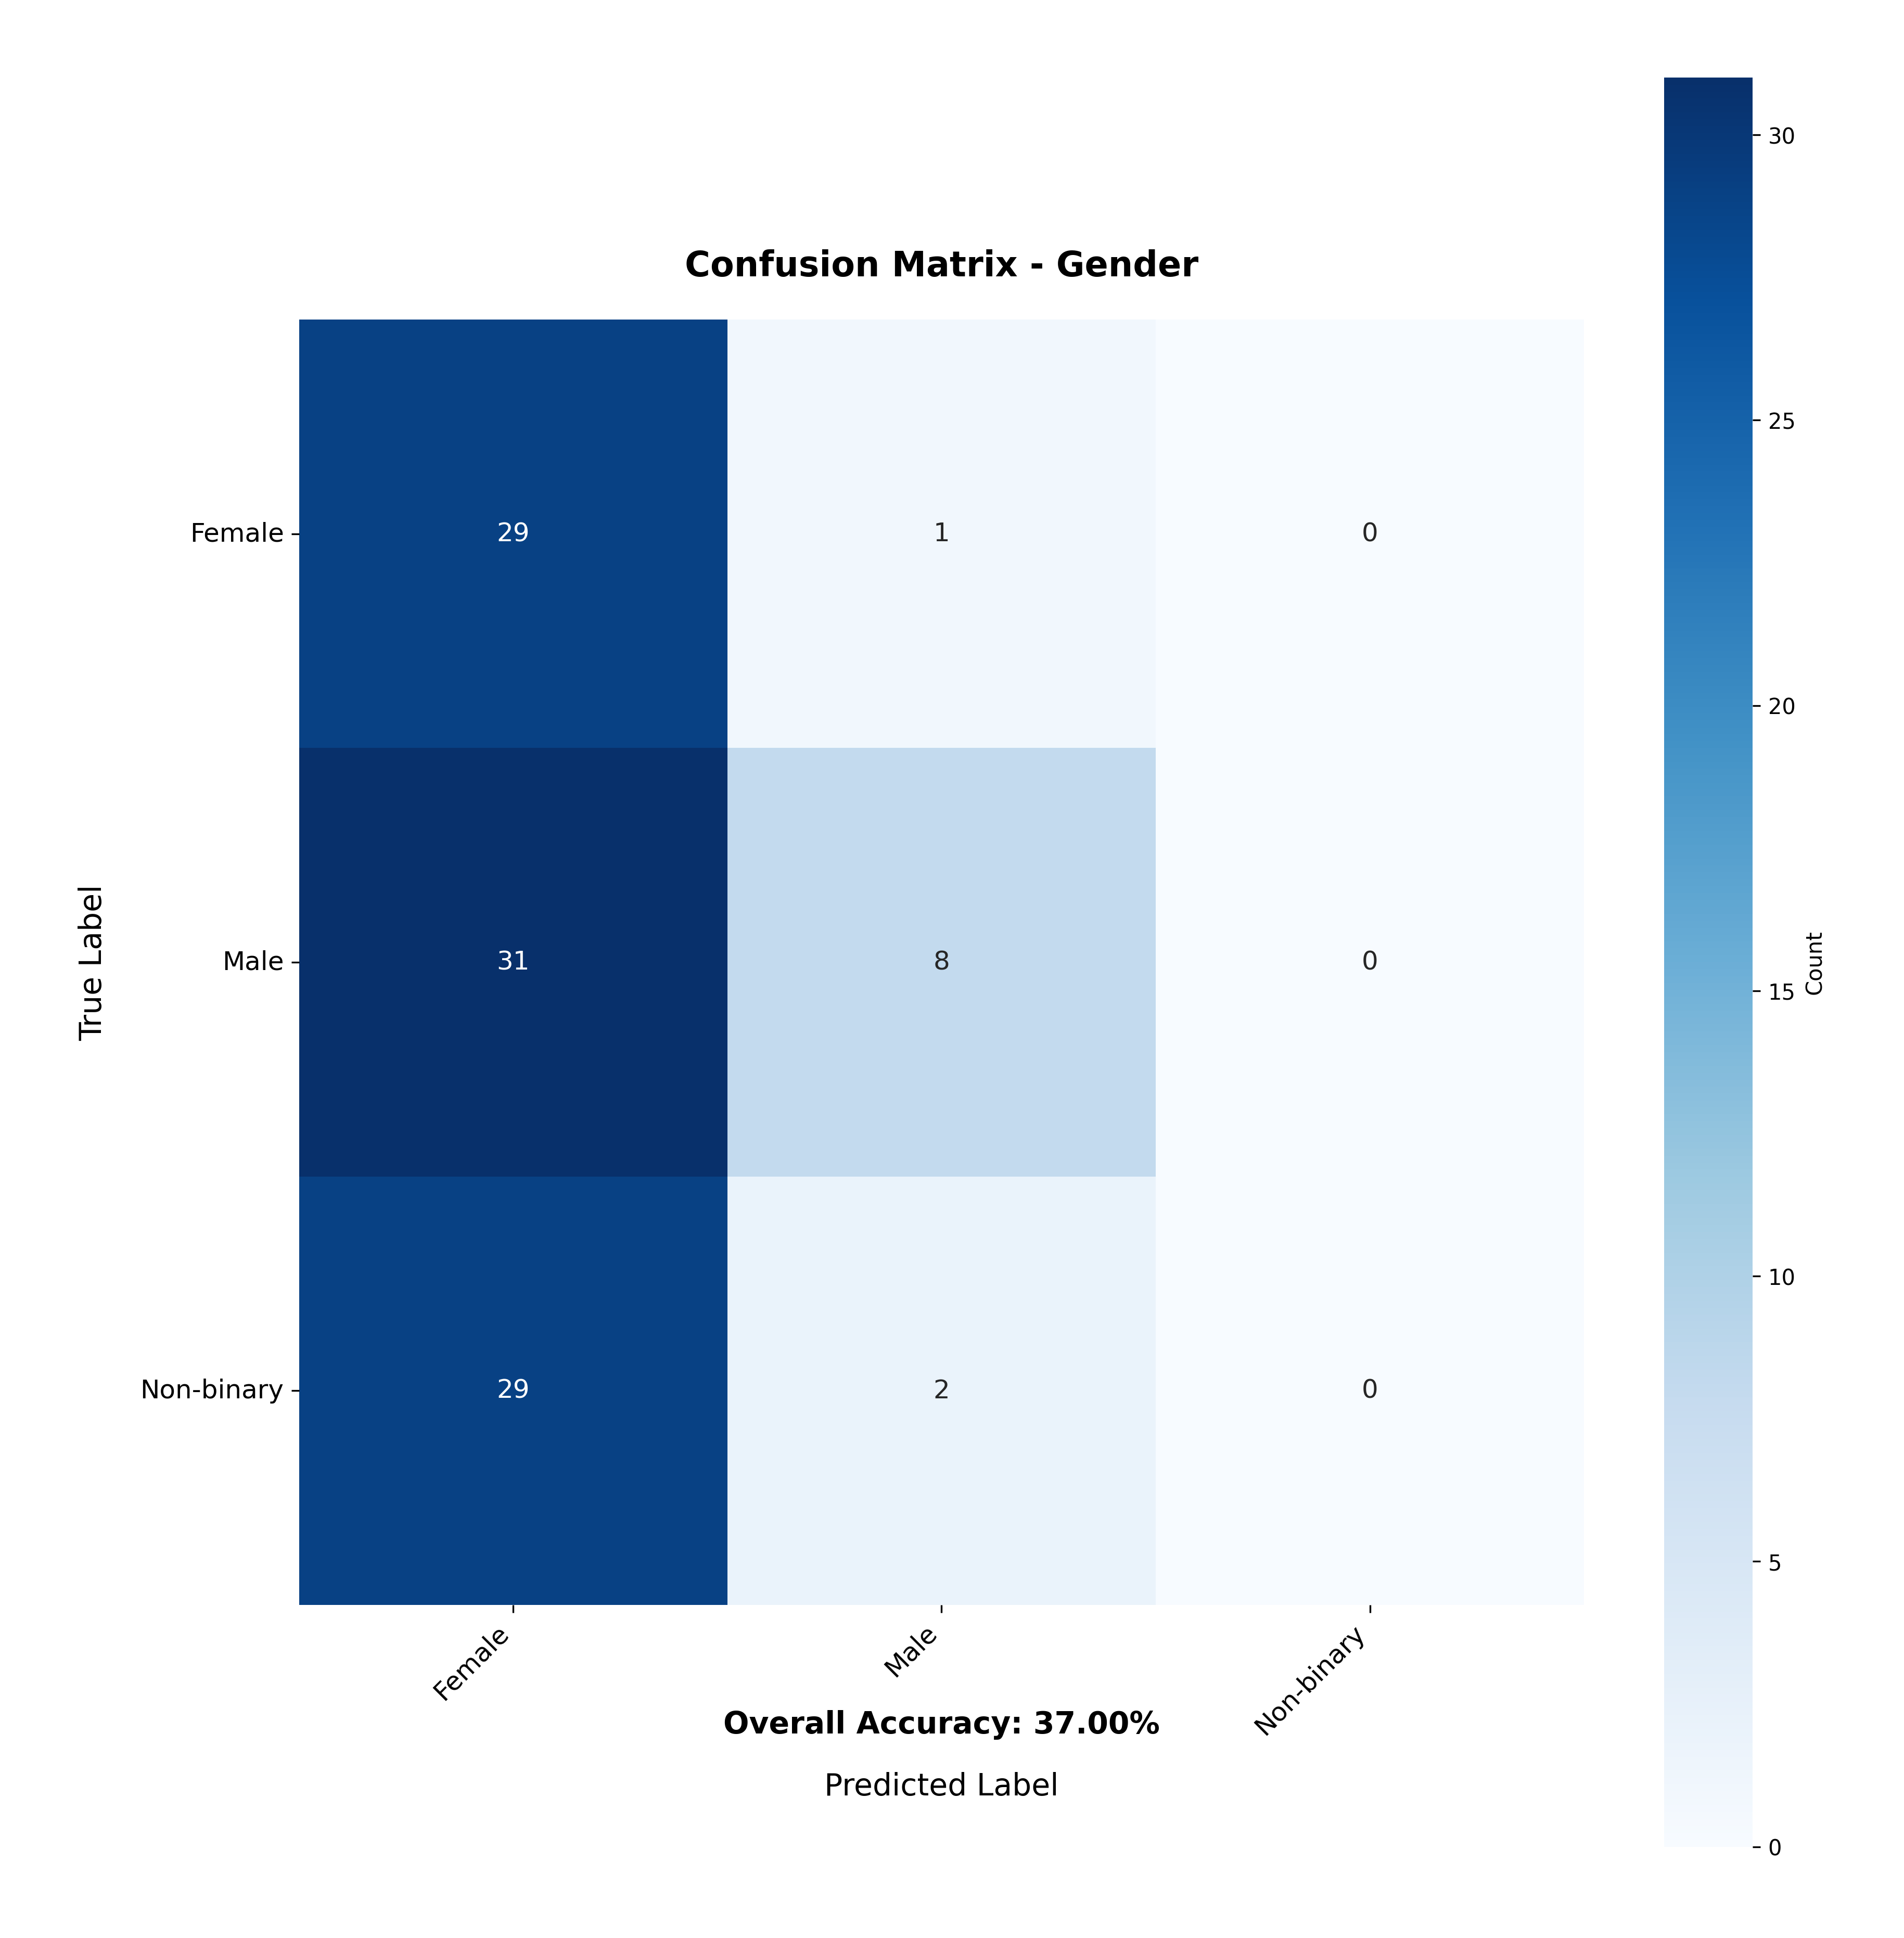 Confusion Matrix - Gender
True Label
Female
29
1
0
Male
31
8
0
Non-binary
29
2
0
Female
Male
Non-binary
Overall Accuracy: 37.00%
Predicted Label
30
25
20
15
10
5
0
Count